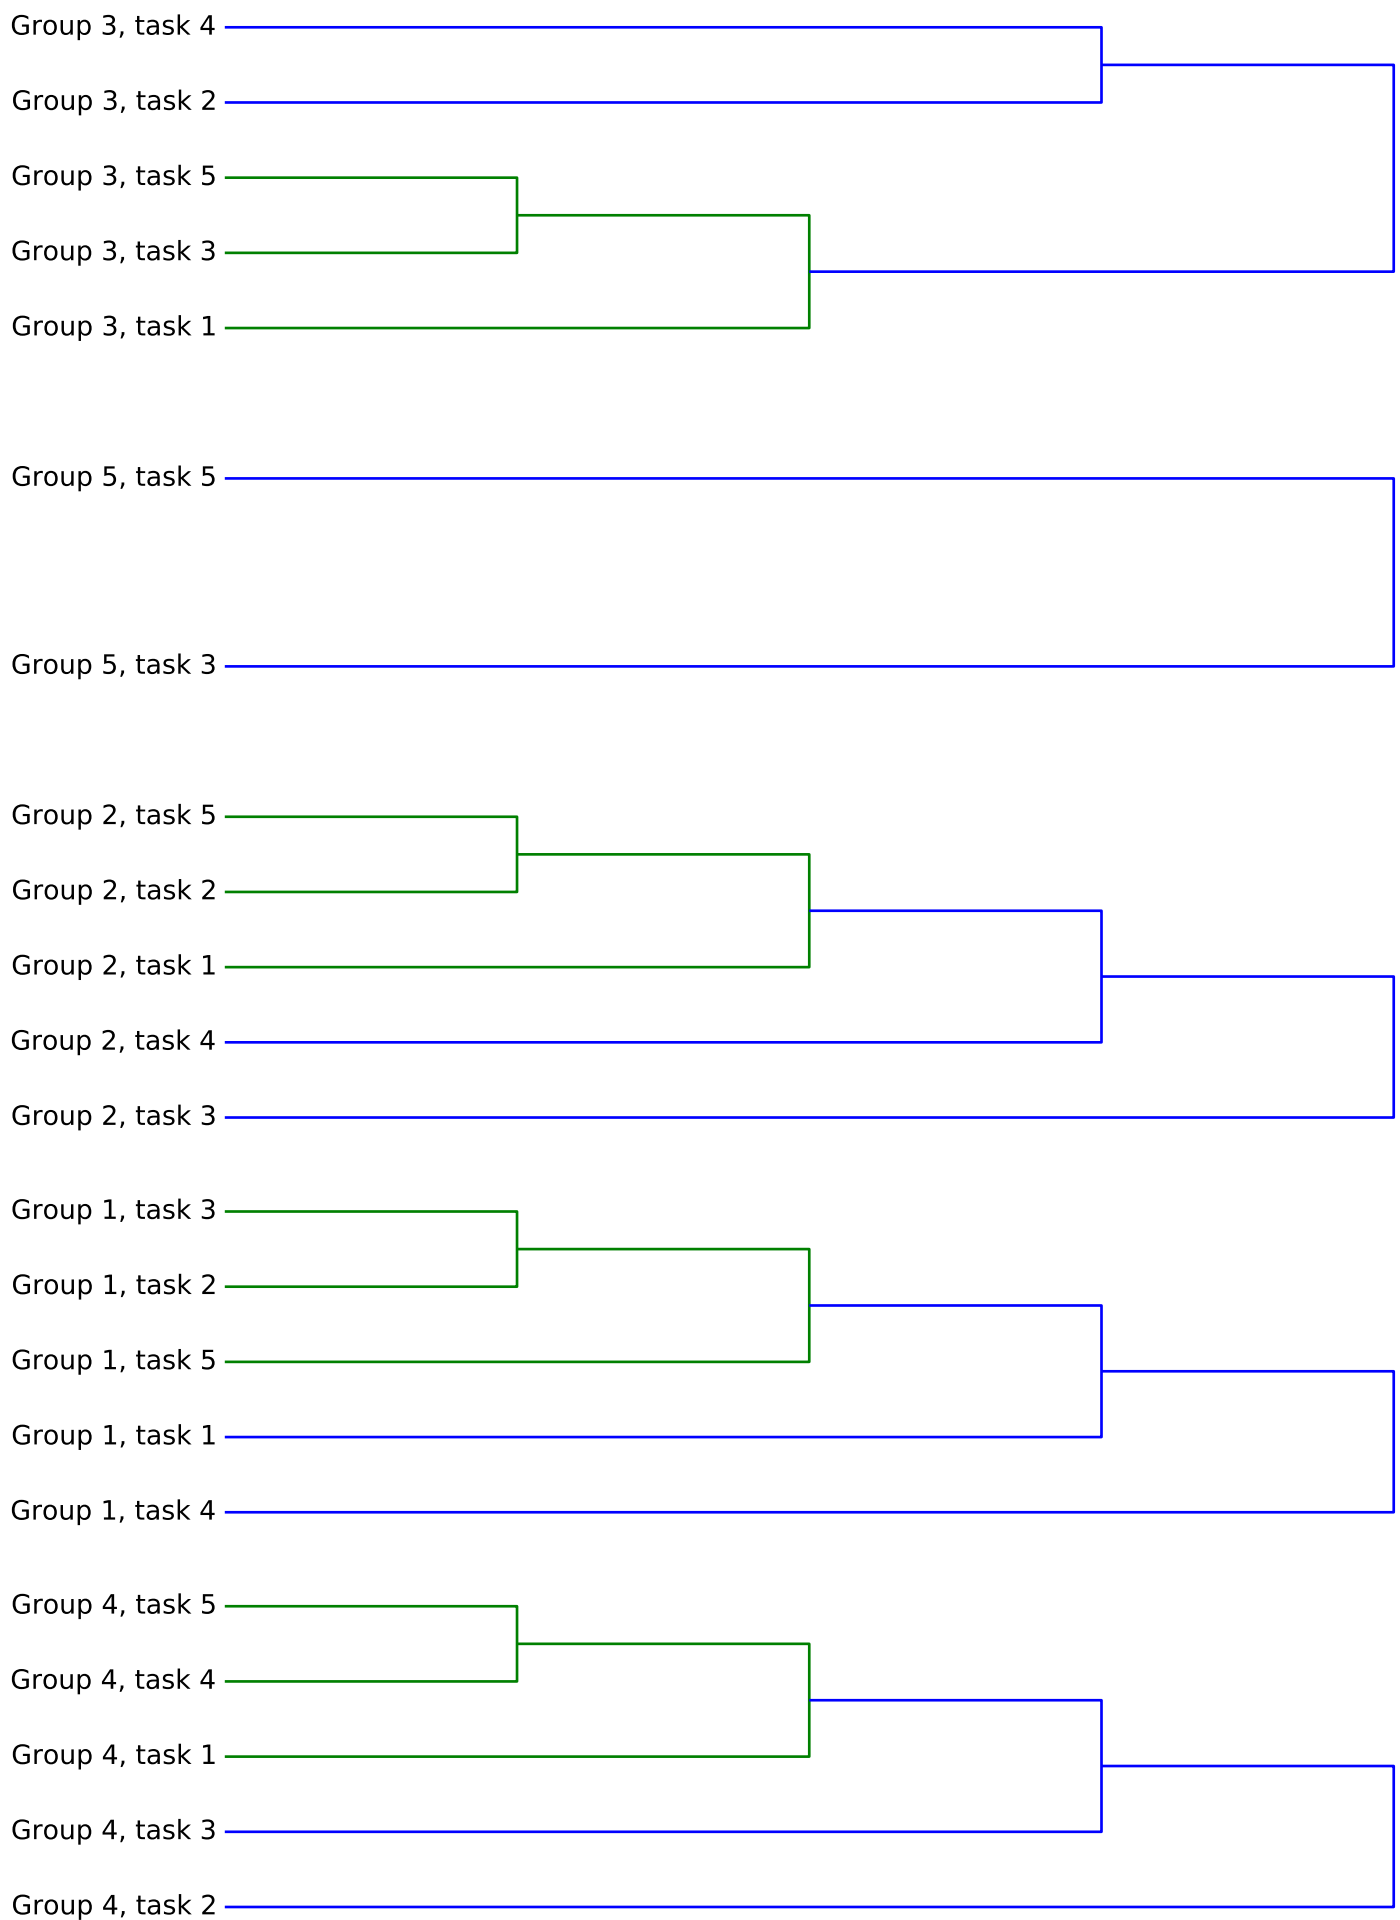 Group 3, task 4
Group 3, task 2
Group 3, task 5
Group 3, task 3
Group 3, task 1
Group 5, task 5
Group 5, task 3
Group 2, task 5
Group 2, task 2
Group 2, task 1
Group 2, task 4
Group 2, task 3
Group 1, task 3
Group 1, task 2
Group 1, task 5
Group 1, task 1
Group 1, task 4
Group 4, task 5
Group 4, task 4
Group 4, task 1
Group 4, task 3
Group 4, task 2